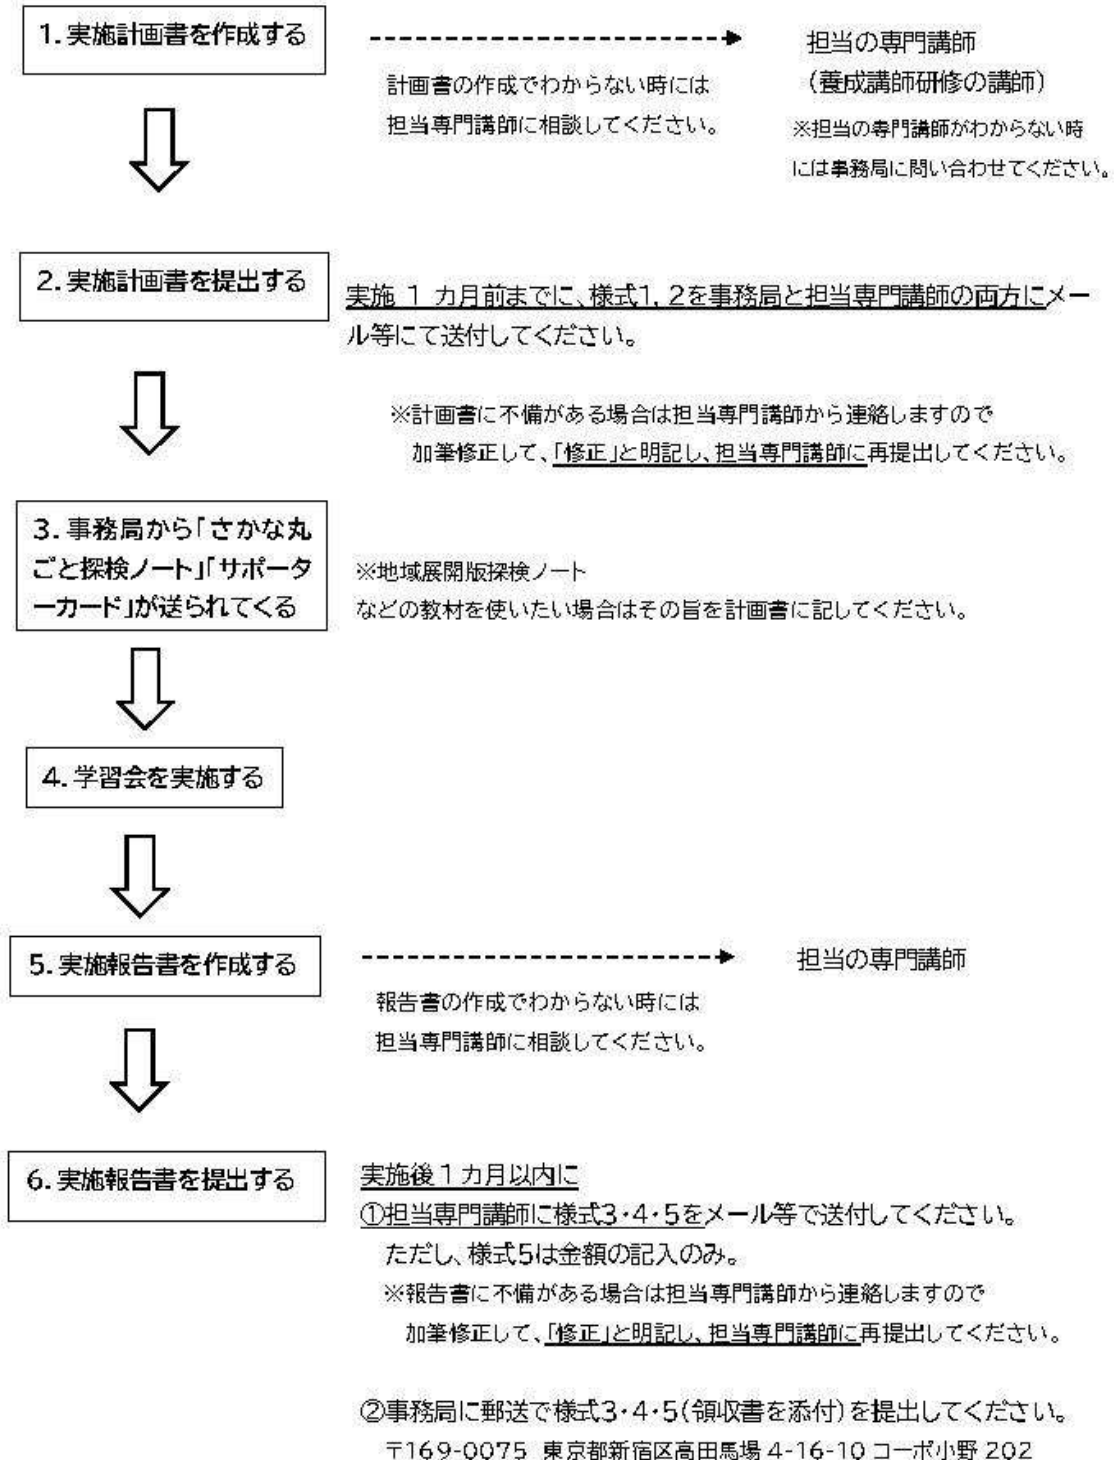 1.実施計画書を作成する
計画書の作成でわからない時には
担当専門講師に相談してください。
担当の専門講師
（養成講師研修の講師）
※担当の専門講師がわからない時
には事務局に問い合わせてください。
2.実施計画書を提出する
実施 1 カ月前までに、様式1, 2を事務局と担当専門講師の両方にメー
ル等にて送付してください。
※計画書に不備がある場合は担当専門講師から連絡しますので
加筆修正して、「修正」と明記し、担当専門講師に再提出してください。
3.事務局から「さかな丸
ごと探検ノート」「サポータ
ーカード」が送られてくる
※地域展開版探検ノート
などの教材を使いたい場合はその旨を計画書に記してください。
4.学習会を実施する
5.実施報告書を作成する
報告書の作成でわからない時には
担当専門講師に相談してください。
担当の専門講師
6.実施報告書を提出する
実施後1カ月以内に
①担当専門講師に様式3・4・5をメール等で送付してください。
ただし、様式5は金額の記入のみ。
※報告書に不備がある場合は担当専門講師から連絡しますので
加筆修正して、「修正」と明記し、担当専門講師に再提出してください。
②事務局に郵送で様式3・4・5(領収書を添付)を提出してください。
〒169-0075 東京都新宿区高田馬場 4-16-10 コーポ小野 202